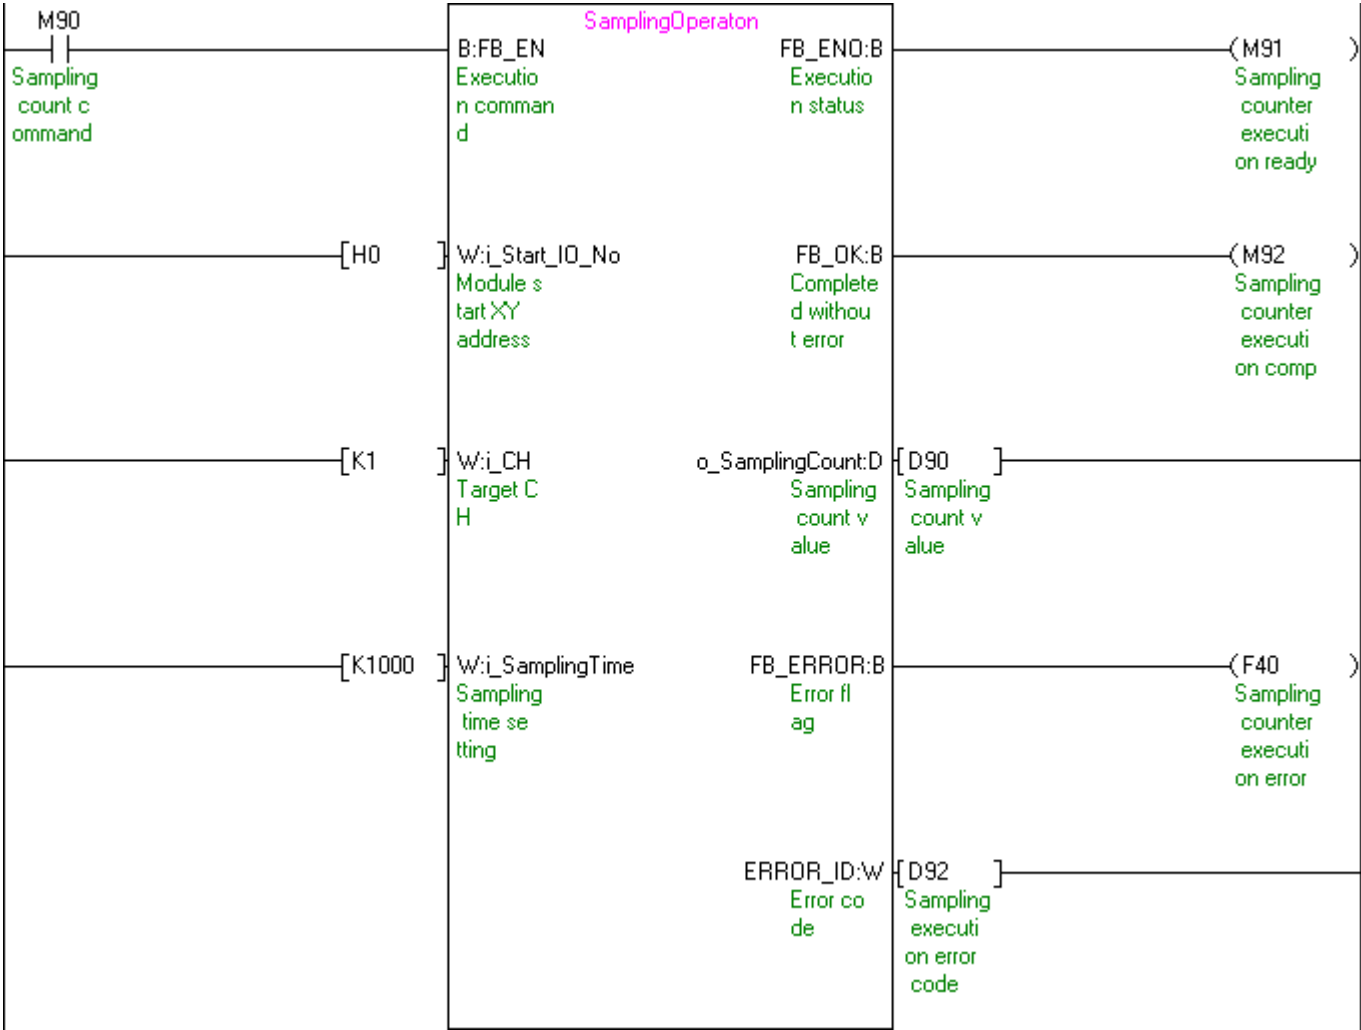 M90
SamplingOperaton
B:FB_EN
FB_ENO:B
M91
Sampling
count c
ommand
Executio
n comman
d
Executio
n status
Sampling
counter
executi
on ready
H0
W:i_Start_IO_No
FB_OK:B
M92
Module s
tart XY
address
Complete
d withou
t error
Sampling
counter
executi
on comp
K1
W:i_CH
o_SamplingCount:D
D90
Target C
H
Sampling
count v
alue
Sampling
count v
alue
K1000
W:i_SamplingTime
FB_ERROR:B
F40
Sampling
time se
tting
Error fl
ag
Sampling
counter
executi
on error
ERROR_ID:W
D92
Error co
de
Sampling
executi
on error
code